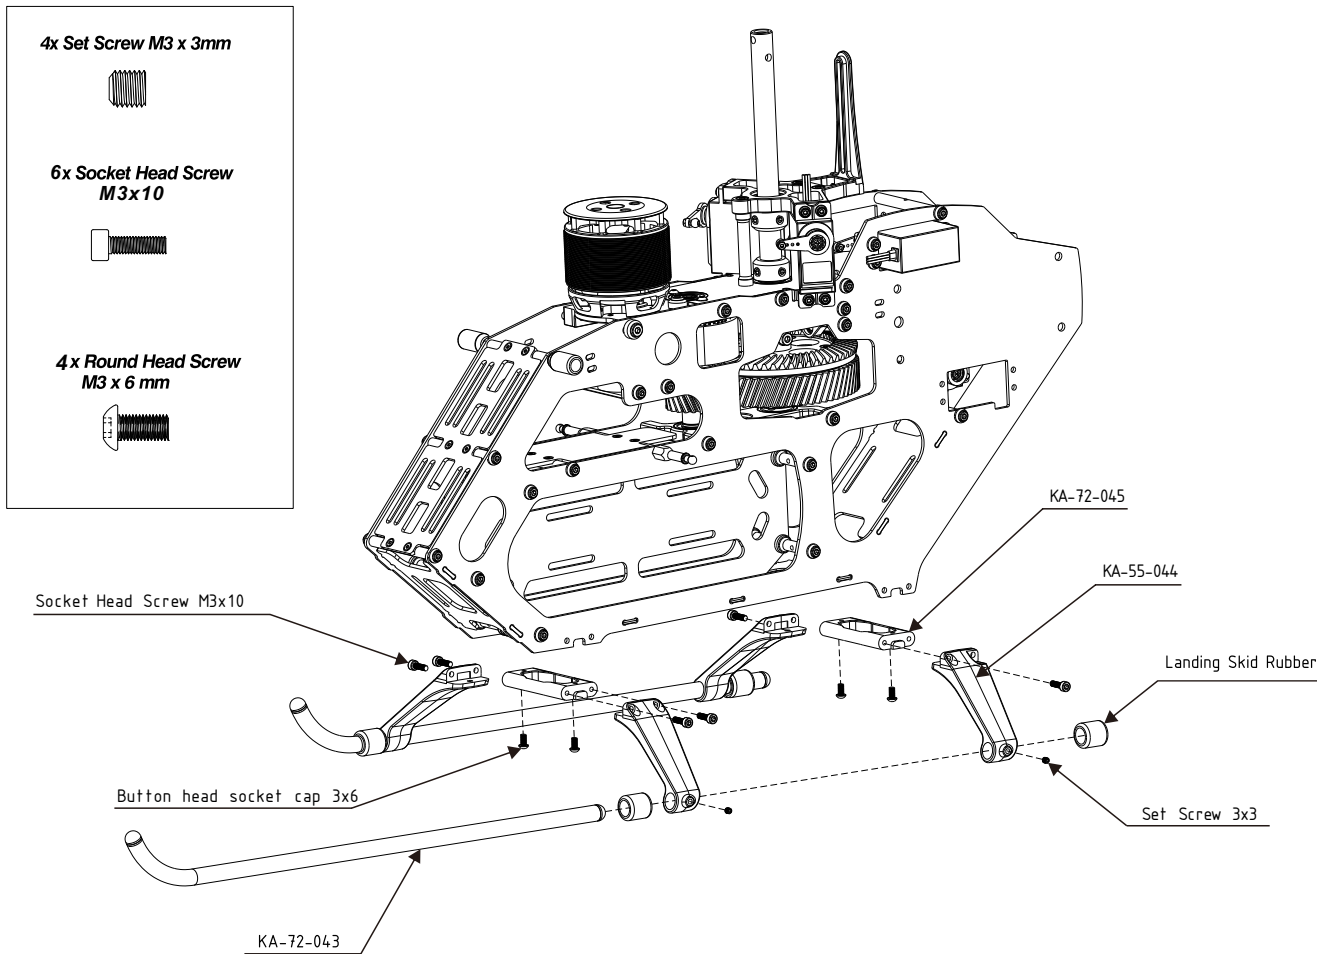 4x Set Screw M3 x 3mm
6x Socket Head Screw
M3x10
4x Round Head Screw
M3 x 6 mm
KA-72-045
KA-55-044
Socket Head Screw M3x10
Landing Skid Rubber
Button head socket cap 3x6
Set Screw 3x3
KA-72-043